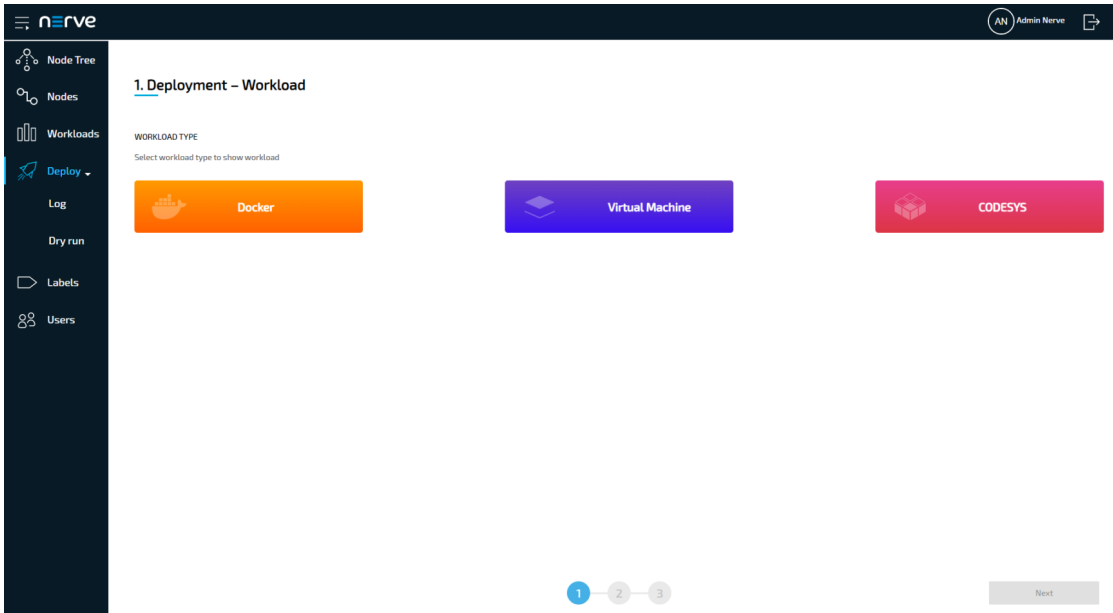 nerve
AN Admin Nerve
Node Tree
Nodes
Workloads
Deploy
Log
Dry run
Labels
Users
1. Deployment – Workload
WORKLOAD TYPE
Select workload type to show workload
Docker
Virtual Machine
CODESYS
1 2 3
Next